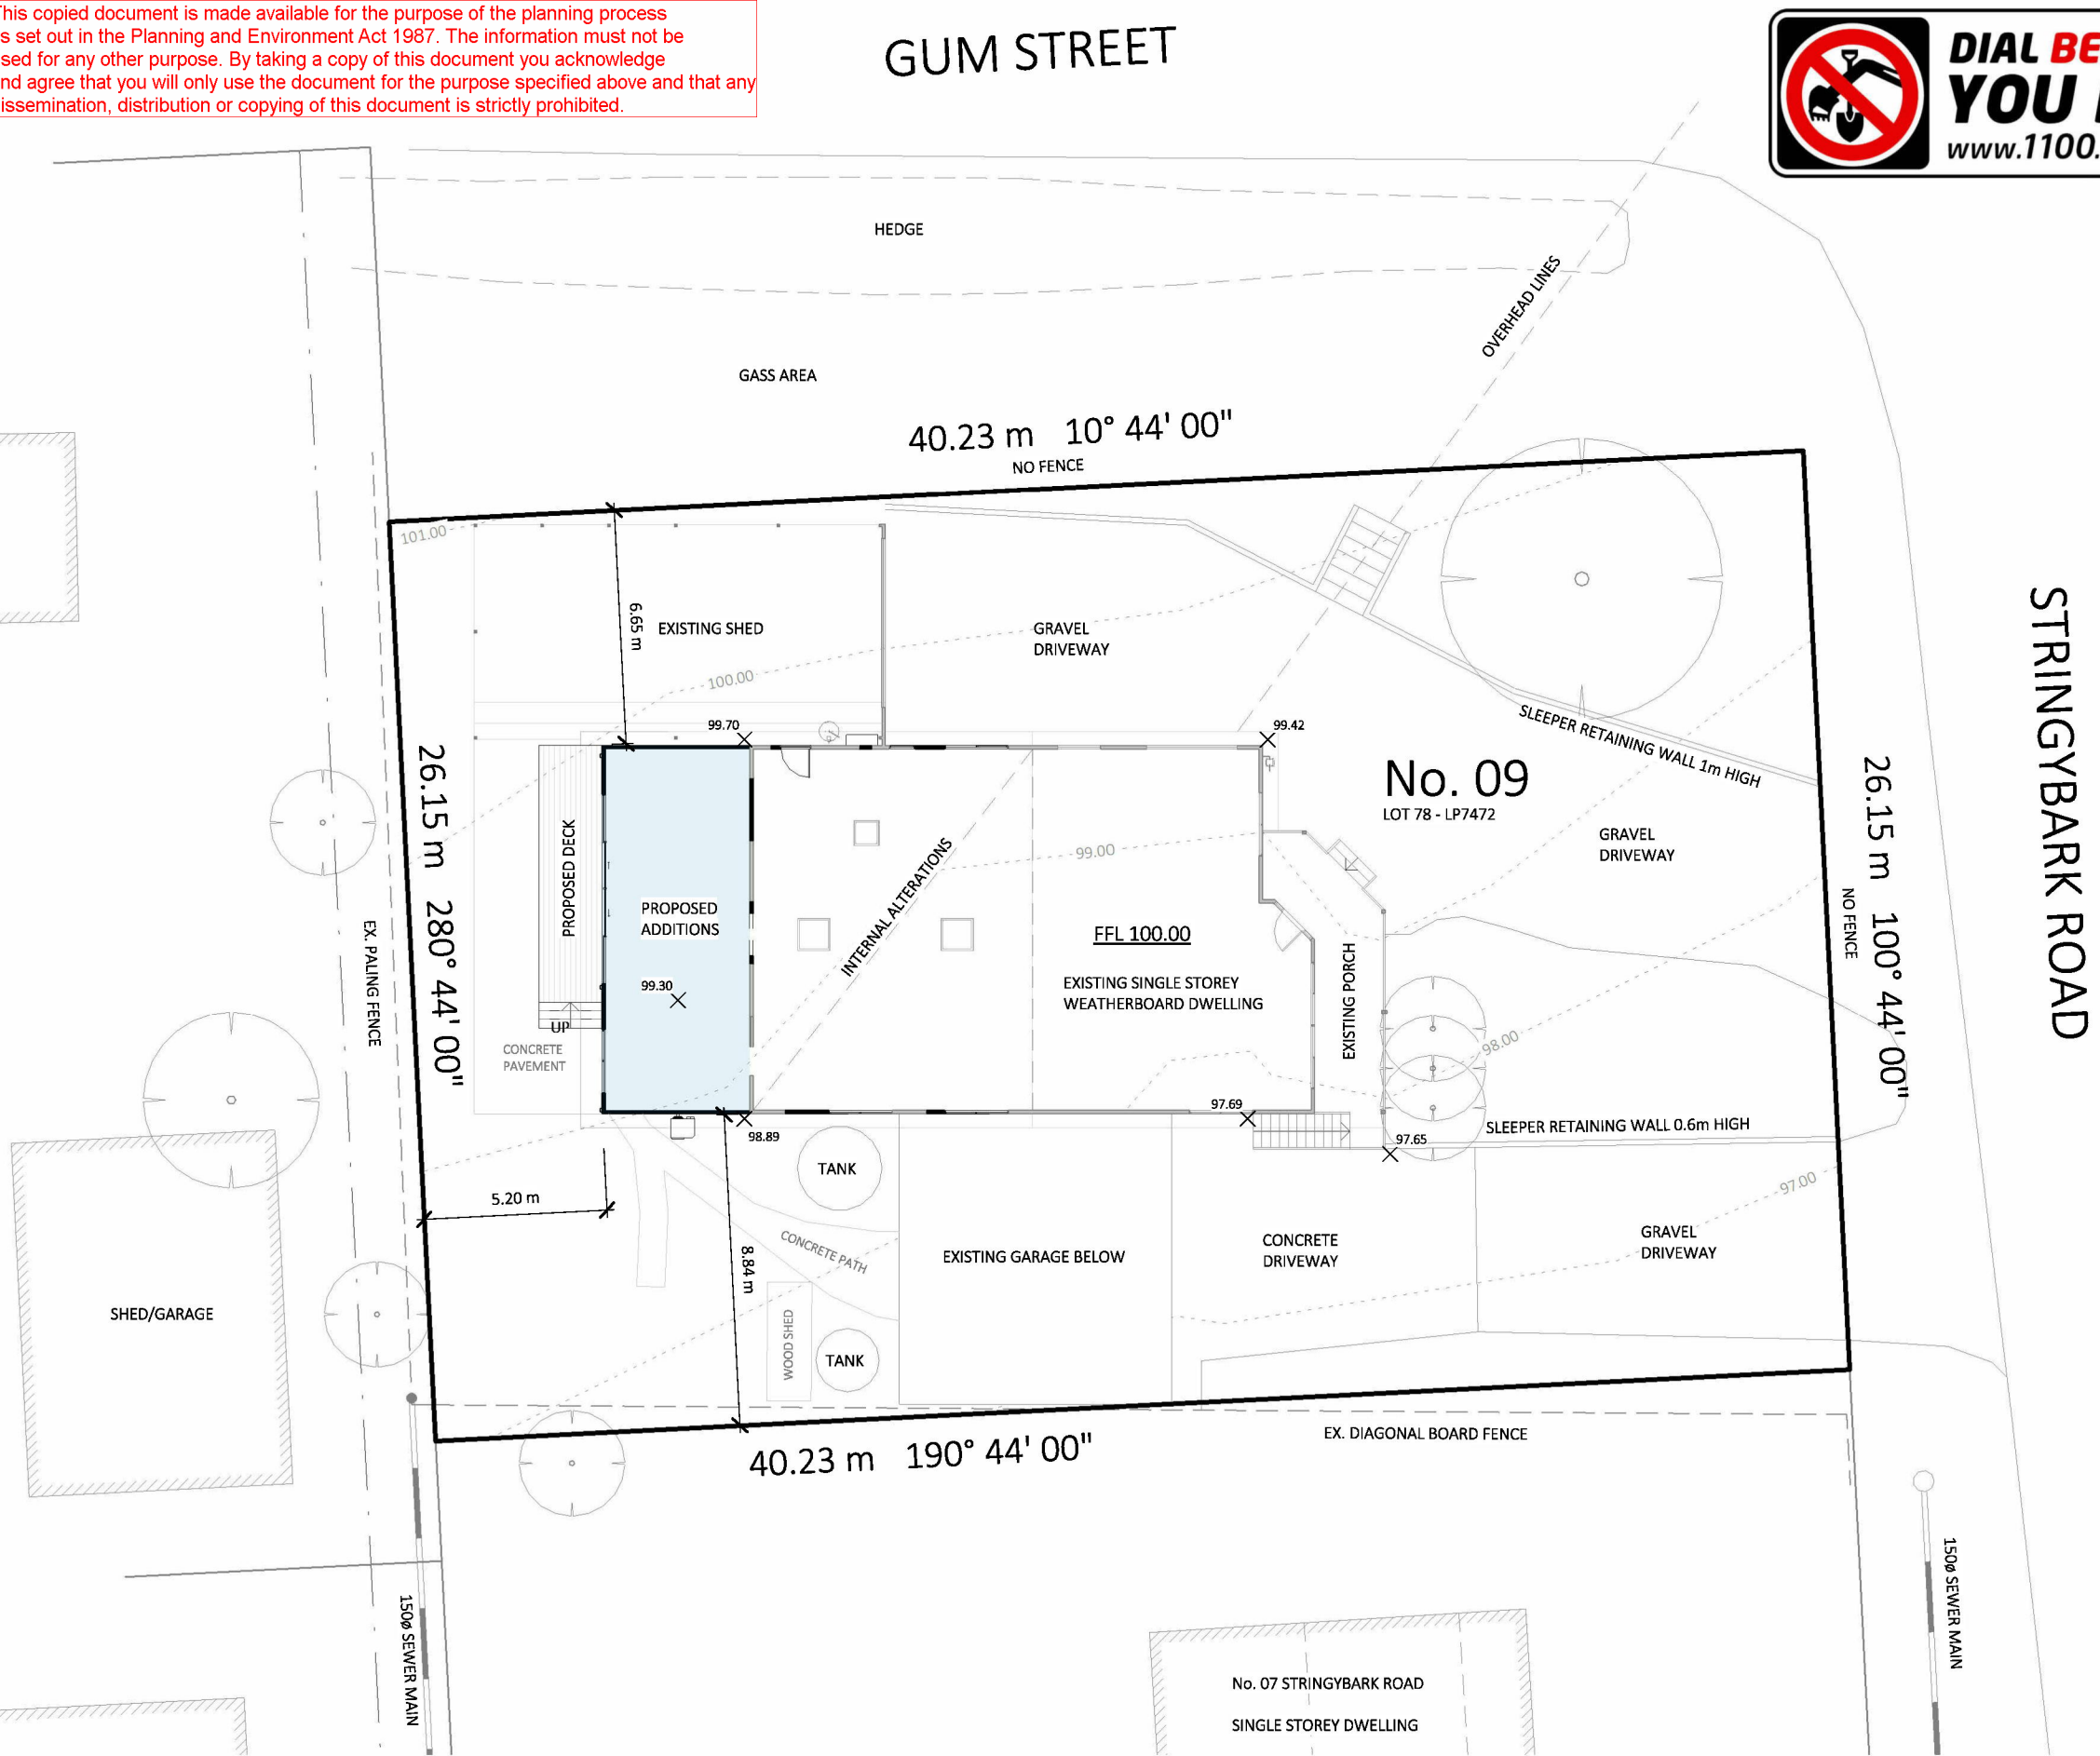 This copied document is made available for the purpose of the planning process
s set out in the Planning and Environment Act 1987. The information must not be
sed for any other purpose. By taking a copy of this document you acknowledge
nd agree that you will only use the document for the purpose specified above and that any
issemination, distribution or copying of this document is strictly prohibited.
GUM STREET
DIAL BE
YOU
www.1100.
HEDGE
OVERHEAD LINES
GASS AREA
40.23 m 10° 44' 00"
NO FENCE
101.00
6.65 m
EXISTING SHED
GRAVEL
DRIVEWAY
100.00
99.70
99.42
SLEEPER RETAINING WALL 1m HIGH
No. 09
LOT 78 - LP7472
STRINGYBARK ROAD
26.15 m 280° 44' 00"
26.15 m 100° 44' 00"
NO FENCE
GRAVEL
DRIVEWAY
PROPOSED DECK
INTERNAL ALTERATIONS
99.00
PROPOSED
ADDITIONS
FFL 100.00
EX. PALING FENCE
99.30
EXISTING SINGLE STOREY
WEATHERBOARD DWELLING
EXISTING PORCH
UP
CONCRETE
PAVEMENT
98.00
97.69
98.89
97.65
SLEEPER RETAINING WALL 0.6m HIGH
TANK
5.20 m
97.00
8.84 m
CONCRETE PATH
EXISTING GARAGE BELOW
CONCRETE
DRIVEWAY
GRAVEL
DRIVEWAY
SHED/GARAGE
WOOD SHED
TANK
EX. DIAGONAL BOARD FENCE
40.23 m 190° 44' 00"
150ø SEWER MAIN
150ø SEWER MAIN
No. 07 STRINGYBARK ROAD
SINGLE STOREY DWELLING